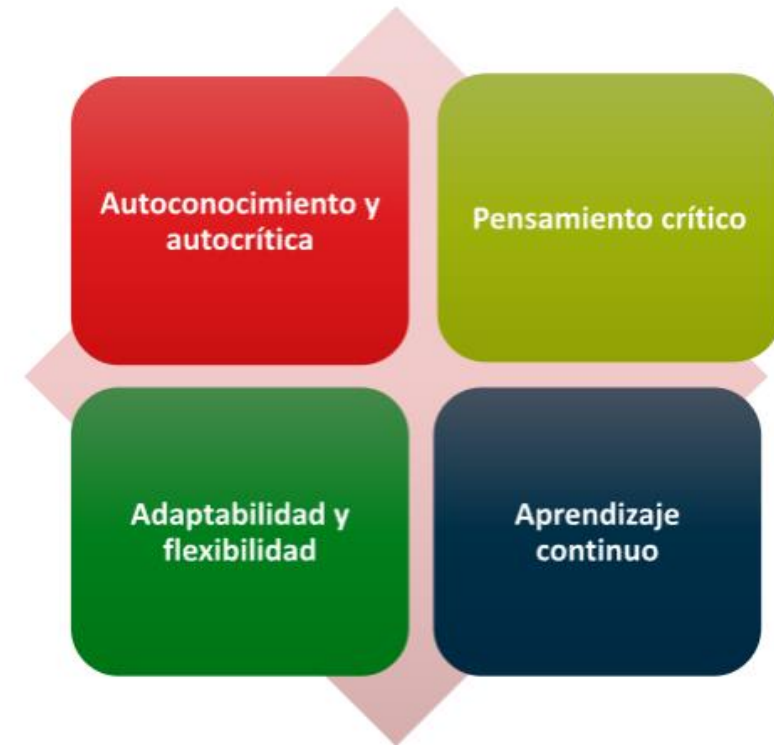 Autoconocimiento y
autocrítica
Pensamiento crítico
Adaptabilidad y
flexibilidad
Aprendizaje
continuo